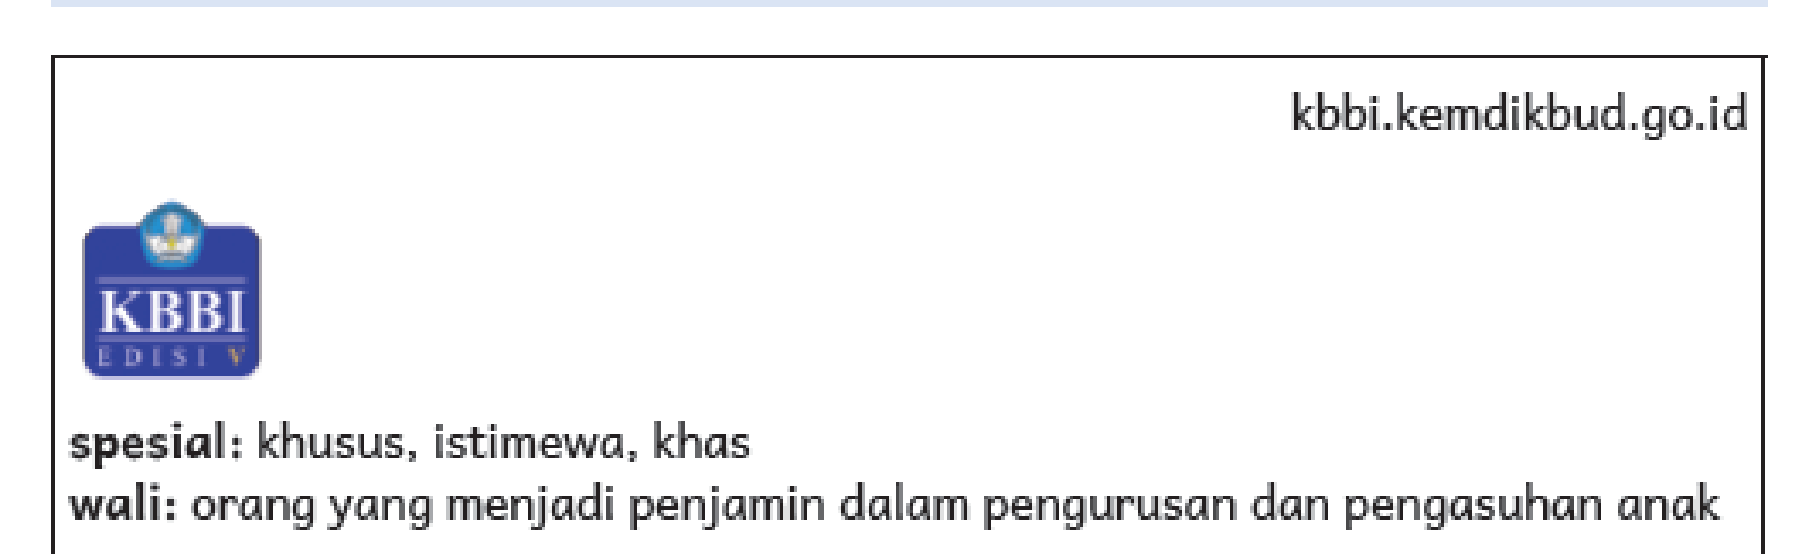 kbbi.kemdikbud.go.id
KBBI
EDISI V
spesial: khusus, istimewa, khas
wali: orang yang menjadi penjamin dalam pengurusan dan pengasuhan anak